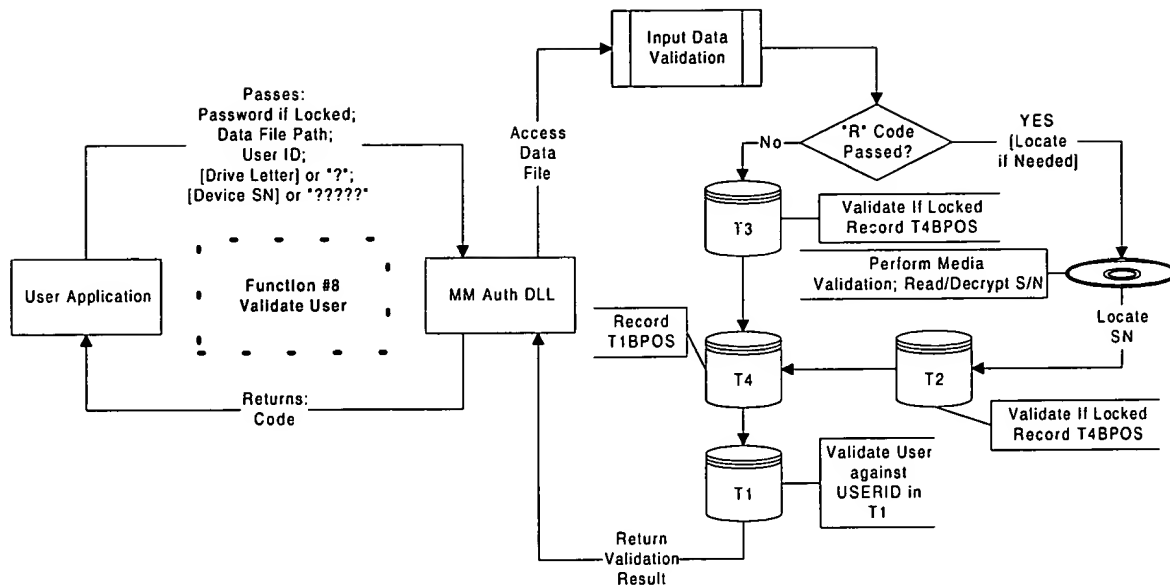 Passes:
Password if Locked;
Data File Path;
User ID;
[Drive Letter] or "?";
[Device SN] or "?????"
User Application
Function #8
Validate User
MM Auth DLL
Returns:
Code
Access
Data
File
Input Data
Validation
"R" Code
Passed?
No
YES
[Locate
if Needed]
T3
Validate If Locked
Record T4BPOS
Perform Media
Validation; Read/Decrypt S/N
Locate
SN
Record
T1BPOS
T4
T2
Validate If Locked
Record T4BPOS
T1
Validate User
against
USERID in
T1
Return
Validation
Result